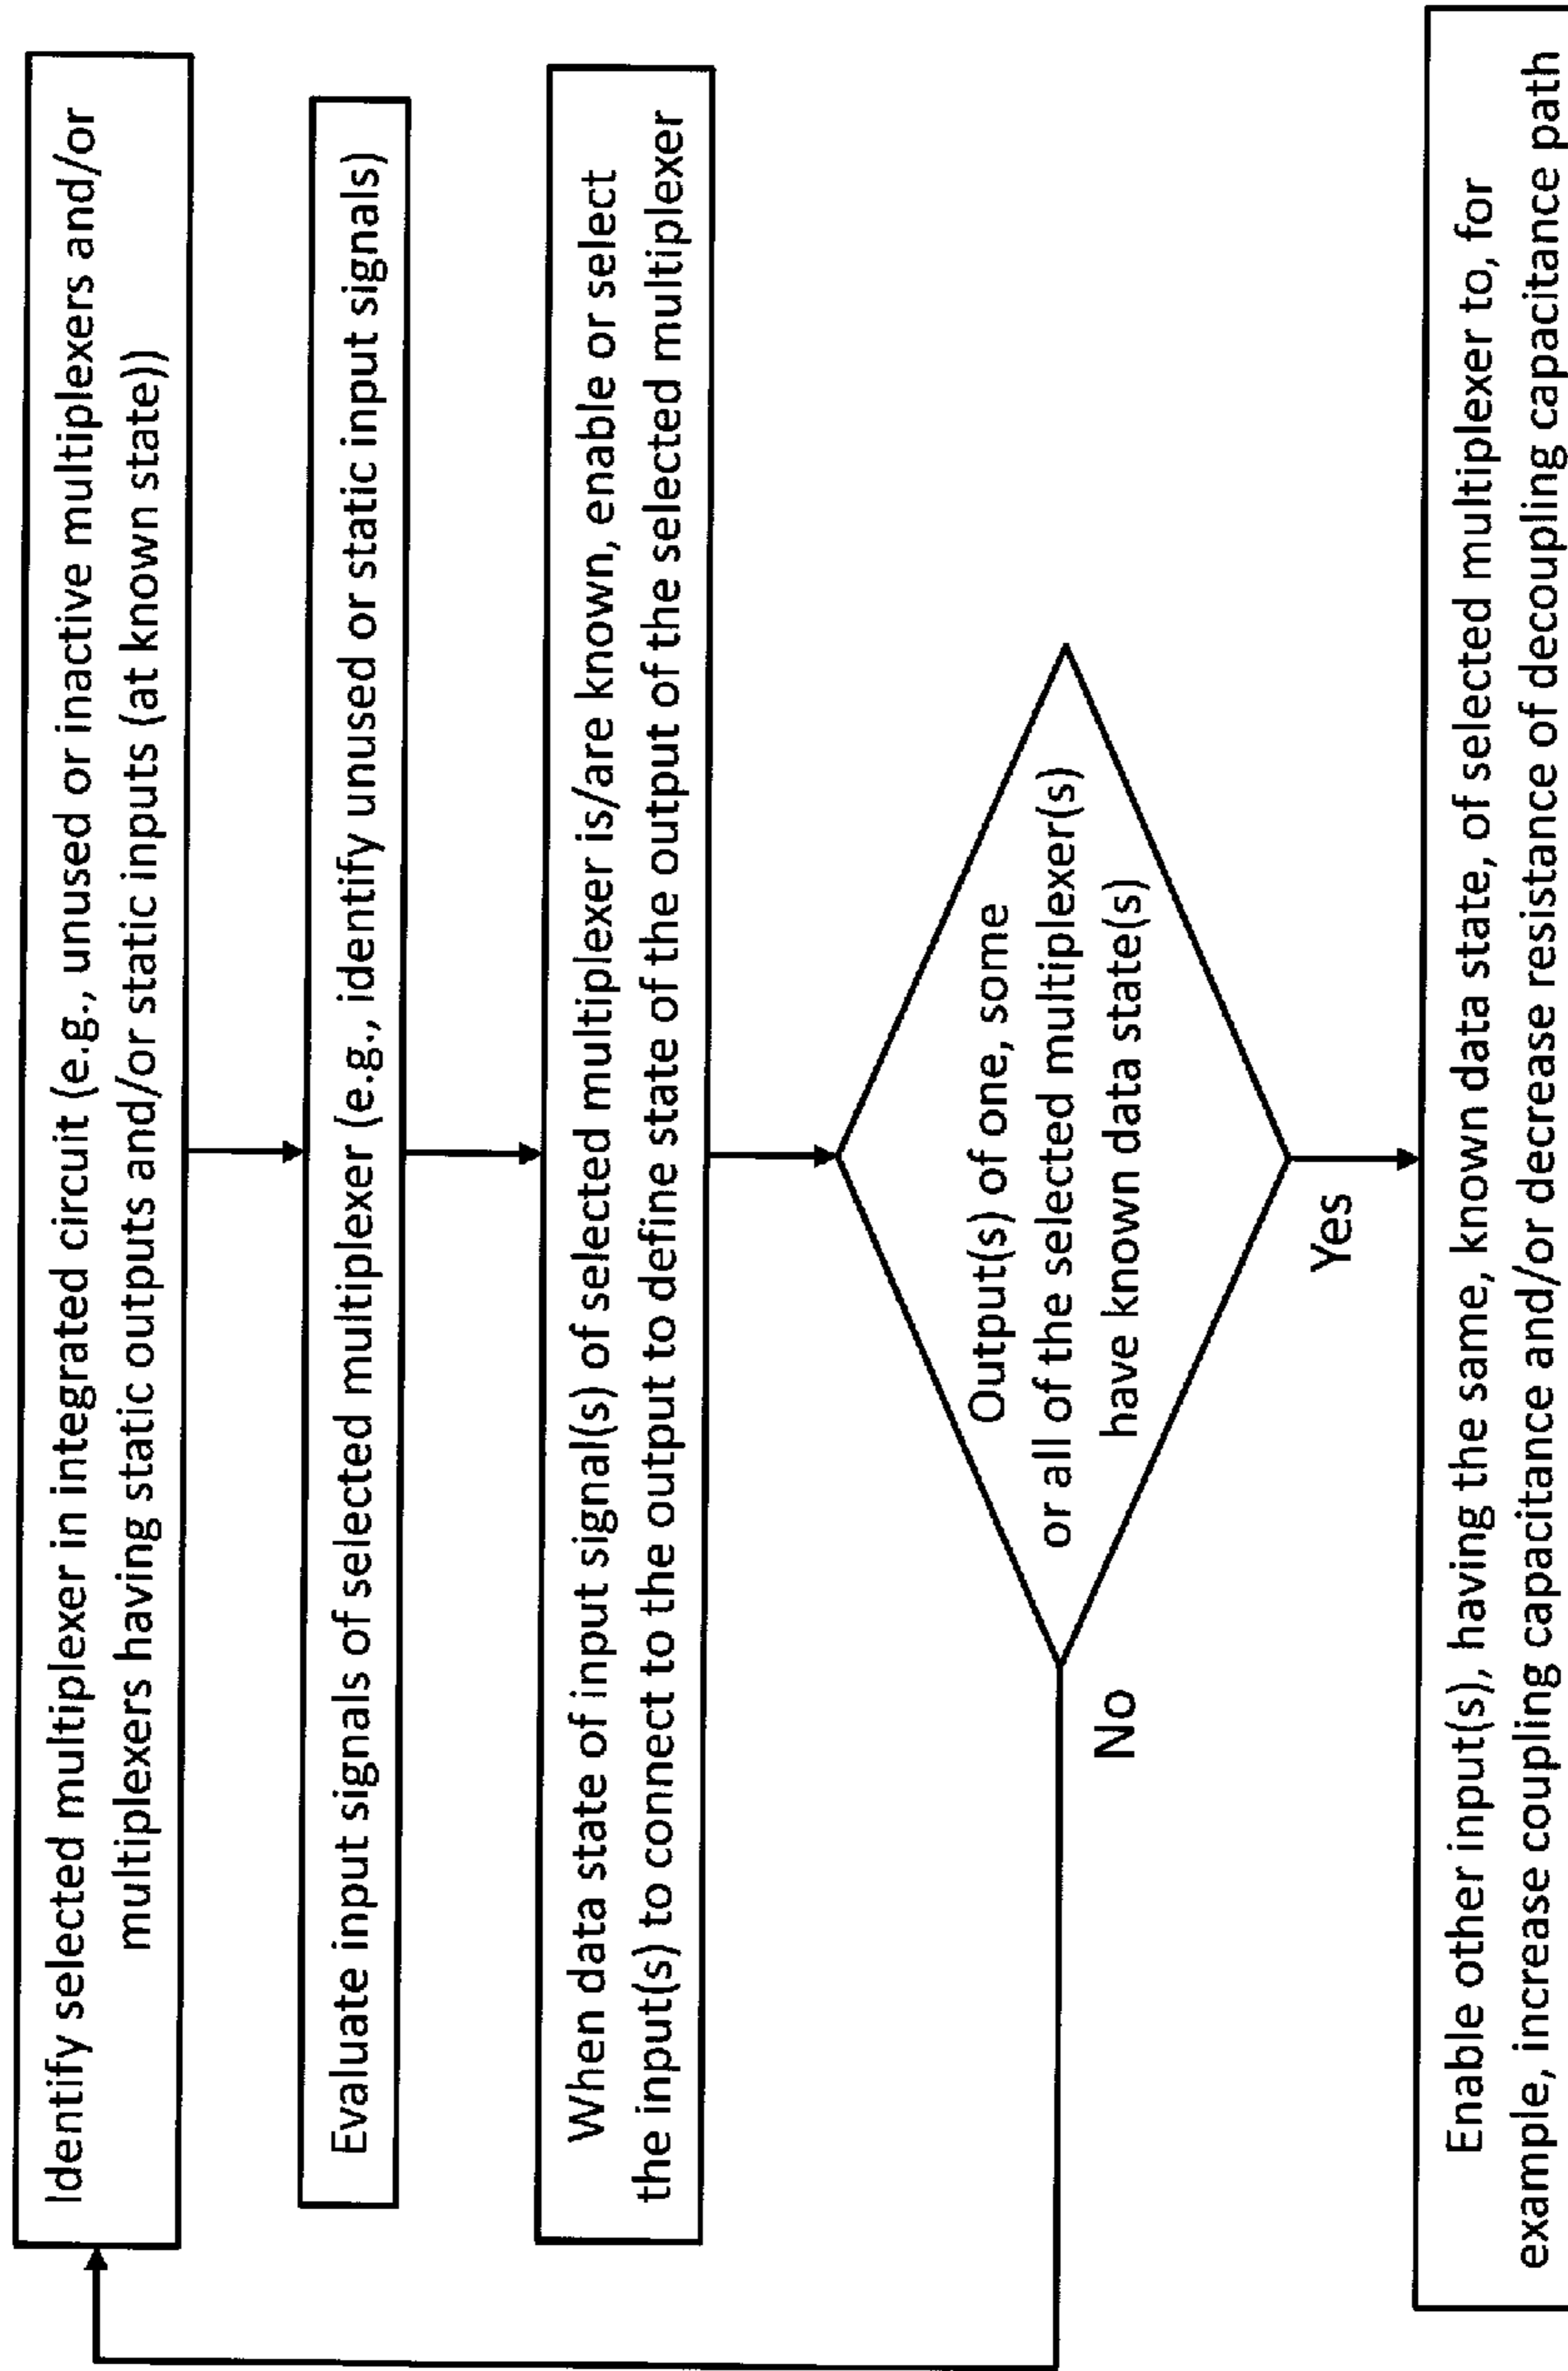 Identify selected multiplexer in integrated circuit (e.g., unused or inactive multiplexers and/or
multiplexers having static outputs and/or static inputs (at known state))
Evaluate input signals of selected multiplexer (e.g., identify unused or static input signals)
When data state of input signal(s) of selected multiplexer is/are known, enable or select
the input(s) to connect to the output to define state of the output of the selected multiplexer
Output(s) of one, some
or all of the selected multiplexer(s)
have known data state(s)
No
Yes
Enable other input(s), having the same, known data state, of selected multiplexer to, for
example, increase coupling capacitance and/or decrease resistance of decoupling capacitance path